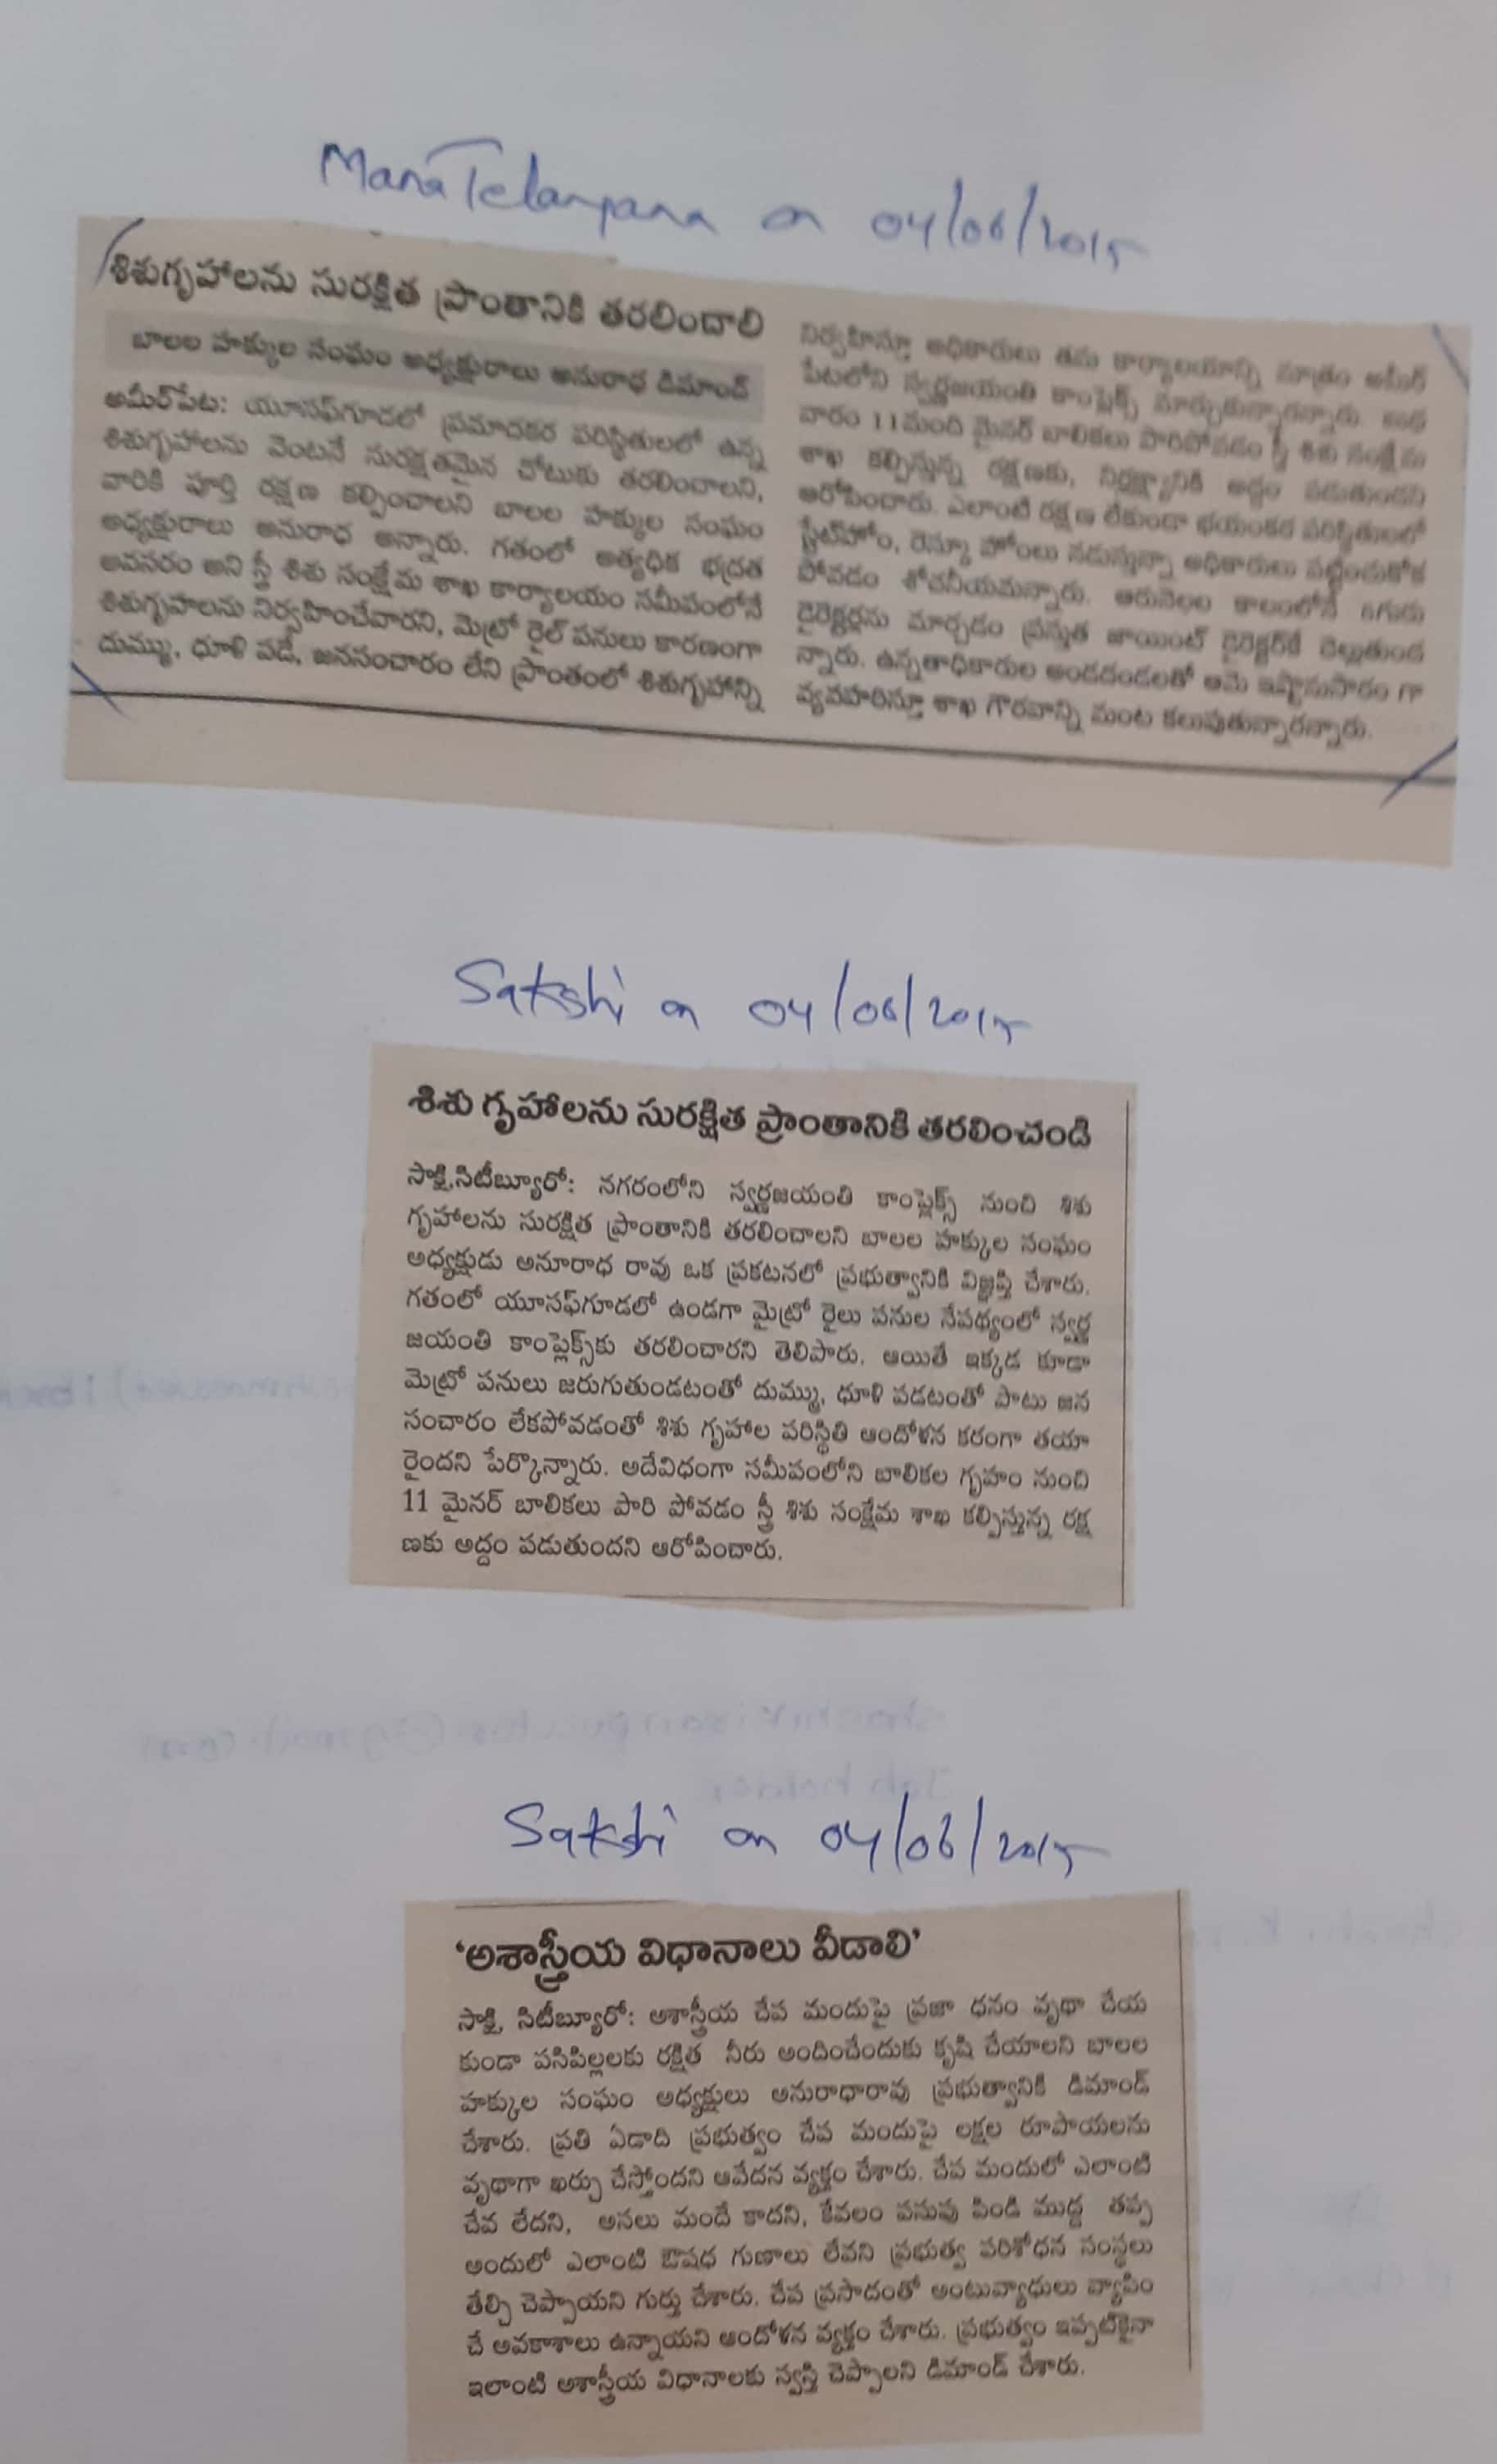 Mana Telangana on 04/06/2015
శిశుగృహాలను సురక్షిత ప్రాంతానికి తరలించాలి
బాలల హక్కుల సంఘం అధ్యక్షురాలు అనురాధ డిమాండ్
అమీర్‌పేట: యూసఫ్‌గూడలో ప్రమాదకర పరిస్థితులలో ఉన్న
శిశుగృహాలను వెంటనే సురక్షతమైన చోటుకు తరలించాలని,
వారికి పూర్తి రక్షణ కల్పించాలని బాలల హక్కుల సంఘం
అధ్యక్షురాలు అనురాధ అన్నారు. గతంలో అత్యధిక భద్రత
అవసరం అని స్త్రీ శిశు సంక్షేమ శాఖ కార్యాలయం సమీపంలోనే
శిశుగృహాలను నిర్వహించేవారని, మెట్రో రైల్ పనులు కారణంగా
దుమ్ము, ధూళి పడే, జనసంచారం లేని ప్రాంతంలో శిశుగృహాన్ని
నిర్వహిస్తూ అధికారులు తమ కార్యాలయాన్ని మాత్రం అమీర్
పేటలోని స్వర్ణజయంతి కాంప్లెక్స్ మార్చుకున్నారన్నారు. బుధ
వారం 11మంది మైనర్ బాలికలు పారిపోవడం స్త్రీ శిశు సంక్షేమ
శాఖ కల్పిస్తున్న రక్షణకు, నిర్లక్ష్యానికి అద్దం పడుతుందని
ఆరోపించారు. ఎలాంటి రక్షణ లేకుండా భయంకర పరిస్థితులలో
స్టేట్‌హోం, రెస్క్యూ హోంలు నడుస్తున్నా అధికారులు పట్టించుకోక
పోవడం శోచనీయమన్నారు. ఆరునెలల కాలంలోనే ఆగురు
డైరెక్టర్లను మార్చడం ప్రస్తుత జాయింట్ డైరెక్టర్‌కే చెల్లుతుంద
న్నారు. ఉన్నతాధికారుల అండదండలతో ఆమె ఇష్టానుసారం గా
వ్యవహరిస్తూ శాఖ గౌరవాన్ని మంట కలుపుతున్నారన్నారు.
Sakshi on 04/06/2015
శిశు గృహాలను సురక్షిత ప్రాంతానికి తరలించండి
సాక్షి,సిటీబ్యూరో: నగరంలోని స్వర్ణజయంతి కాంప్లెక్స్ నుంచి శిశు
గృహాలను సురక్షిత ప్రాంతానికి తరలించాలని బాలల హక్కుల సంఘం
అధ్యక్షుడు అనూరాధ రావు ఒక ప్రకటనలో ప్రభుత్వానికి విజ్ఞప్తి చేశారు.
గతంలో యూసఫ్‌గూడలో ఉండగా మైట్రో రైలు పనుల నేపథ్యంలో స్వర్ణ
జయంతి కాంప్లెక్స్‌కు తరలించారని తెలిపారు. ఆయితే ఇక్కడ కూడా
మెట్రో పనులు జరుగుతుండటంతో దుమ్ము, ధూళి పడటంతో పాటు జన
సంచారం లేకపోవడంతో శిశు గృహాల పరిస్థితి ఆందోళన కరంగా తయా
రైందని పేర్కొన్నారు. అదేవిధంగా సమీపంలోని బాలికల గృహం నుంచి
11 మైనర్ బాలికలు పారి పోవడం స్త్రీ శిశు సంక్షేమ శాఖ కల్పిస్తున్న రక్ష
ణకు అద్దం పడుతుందని ఆరోపించారు.
Sakshi on 04/06/2015
‘అశాస్త్రీయ విధానాలు వీడాలి’
సాక్షి, సిటీబ్యూరో: అశాస్త్రీయ చేప మందుపై ప్రజా ధనం వృథా చేయ
కుండా పసిపిల్లలకు రక్షిత నీరు అందించేందుకు కృషి చేయాలని బాలల
హక్కుల సంఘం అధ్యక్షులు అనురాధారావు ప్రభుత్వానికి డిమాండ్
చేశారు. ప్రతి ఏడాది ప్రభుత్వం చేప మందుపై లక్షల రూపాయలను
వృథాగా ఖర్చు చేస్తోందని ఆవేదన వ్యక్తం చేశారు. చేప మందులో ఎలాంటి
చేవ లేదని, అసలు మందే కాదని, కేవలం పసుపు పిండి ముద్ద తప్ప
అందులో ఎలాంటి ఔషధ గుణాలు లేవని ప్రభుత్వ పరిశోధన సంస్థలు
తేల్చి చెప్పాయని గుర్తు చేశారు. చేప ప్రసాదంతో అంటువ్యాధులు వ్యాపిం
చే అవకాశాలు ఉన్నాయని ఆందోళన వ్యక్తం చేశారు. ప్రభుత్వం ఇప్పటికైనా
ఇలాంటి అశాస్త్రీయ విధానాలకు స్వస్తి చెప్పాలని డిమాండ్ చేశారు.